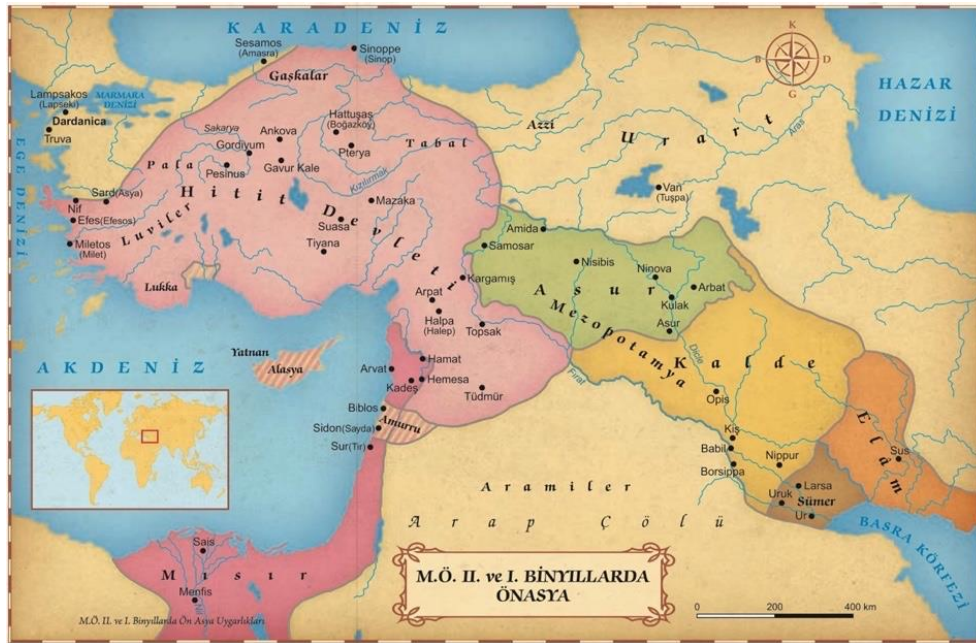 KARADENİZ
Sesamos
(Amasra)
Sinoppe
(Sinop)
K
B
D
G
HAZAR
DENİZİ
Gaşkalar
Lampsakos
(Lapseki)
MARMARA
DENİZİ
Dardanica
Truva
EGE DENİZİ
Hattuşaş
(Boğazköy)
Azzi
Urart
Aras
Sakarya
Ankova
Gordiyum
Pterya
Tabal
Pala
Pesinus
Gavur Kale
Kızılırmak
Van
(Tuşpa)
Sard(Asya)
Hitit Devleti
Mazaka
Nif
Efes(Efesos)
Luviler
Suasa
Amida
Miletos
(Milet)
Tiyana
Samosar
Nisibis
Ninova
Lukka
Kargamış
Asur
Arbat
Arpat
Kulak
Halpa
(Halep)
Topsak
Mezopotamya
Asur
Dicle
Kalde
Yatnan
Alasya
AKDENİZ
Hamat
Arvat
Fırat
Kadeş
Hemesa
Tüdmür
Opis
Elâm
Biblos
Amurru
Sidon(Sayda)
Sur(Tir)
Kiş
Babil
Borsippa
Nippur
Sus
Aramiler
Larsa
Uruk
Sümer
Ur
Arap Çölü
BASRA KÖRFEZİ
Sais
Mısır
Menfis
M.Ö. II. ve I. BİNYILLARDA
ÖNASYA
0
200
400 km
M.Ö. II. ve I. Binyıllarda Ön Asya Uygarlıkları